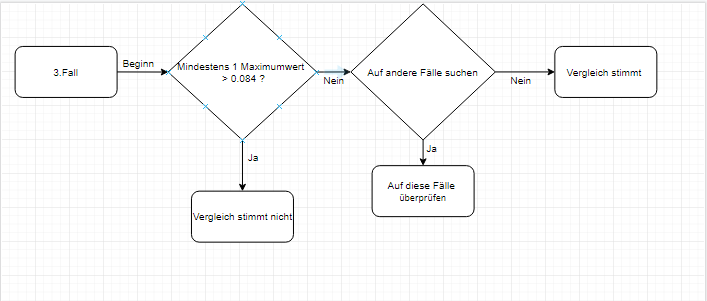 3.Fall
Beginn
Mindestens 1 Maximumwert
> 0.084 ?
Nein
Auf andere Fälle suchen
Nein
Vergleich stimmt
Ja
Vergleich stimmt nicht
Ja
Auf diese Fälle
überprüfen